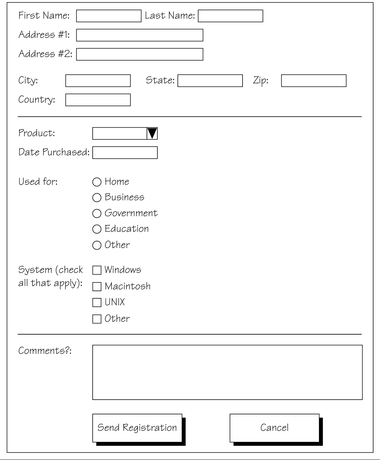 First Name: Last Name:
Address #1:
Address #2:
City: State: Zip:
Country:
Product:
Date Purchased:
Used for: Home
Business
Government
Education
Other
System (check Windows
all that apply): Macintosh
UNIX
Other
Comments?:
Send Registration Cancel